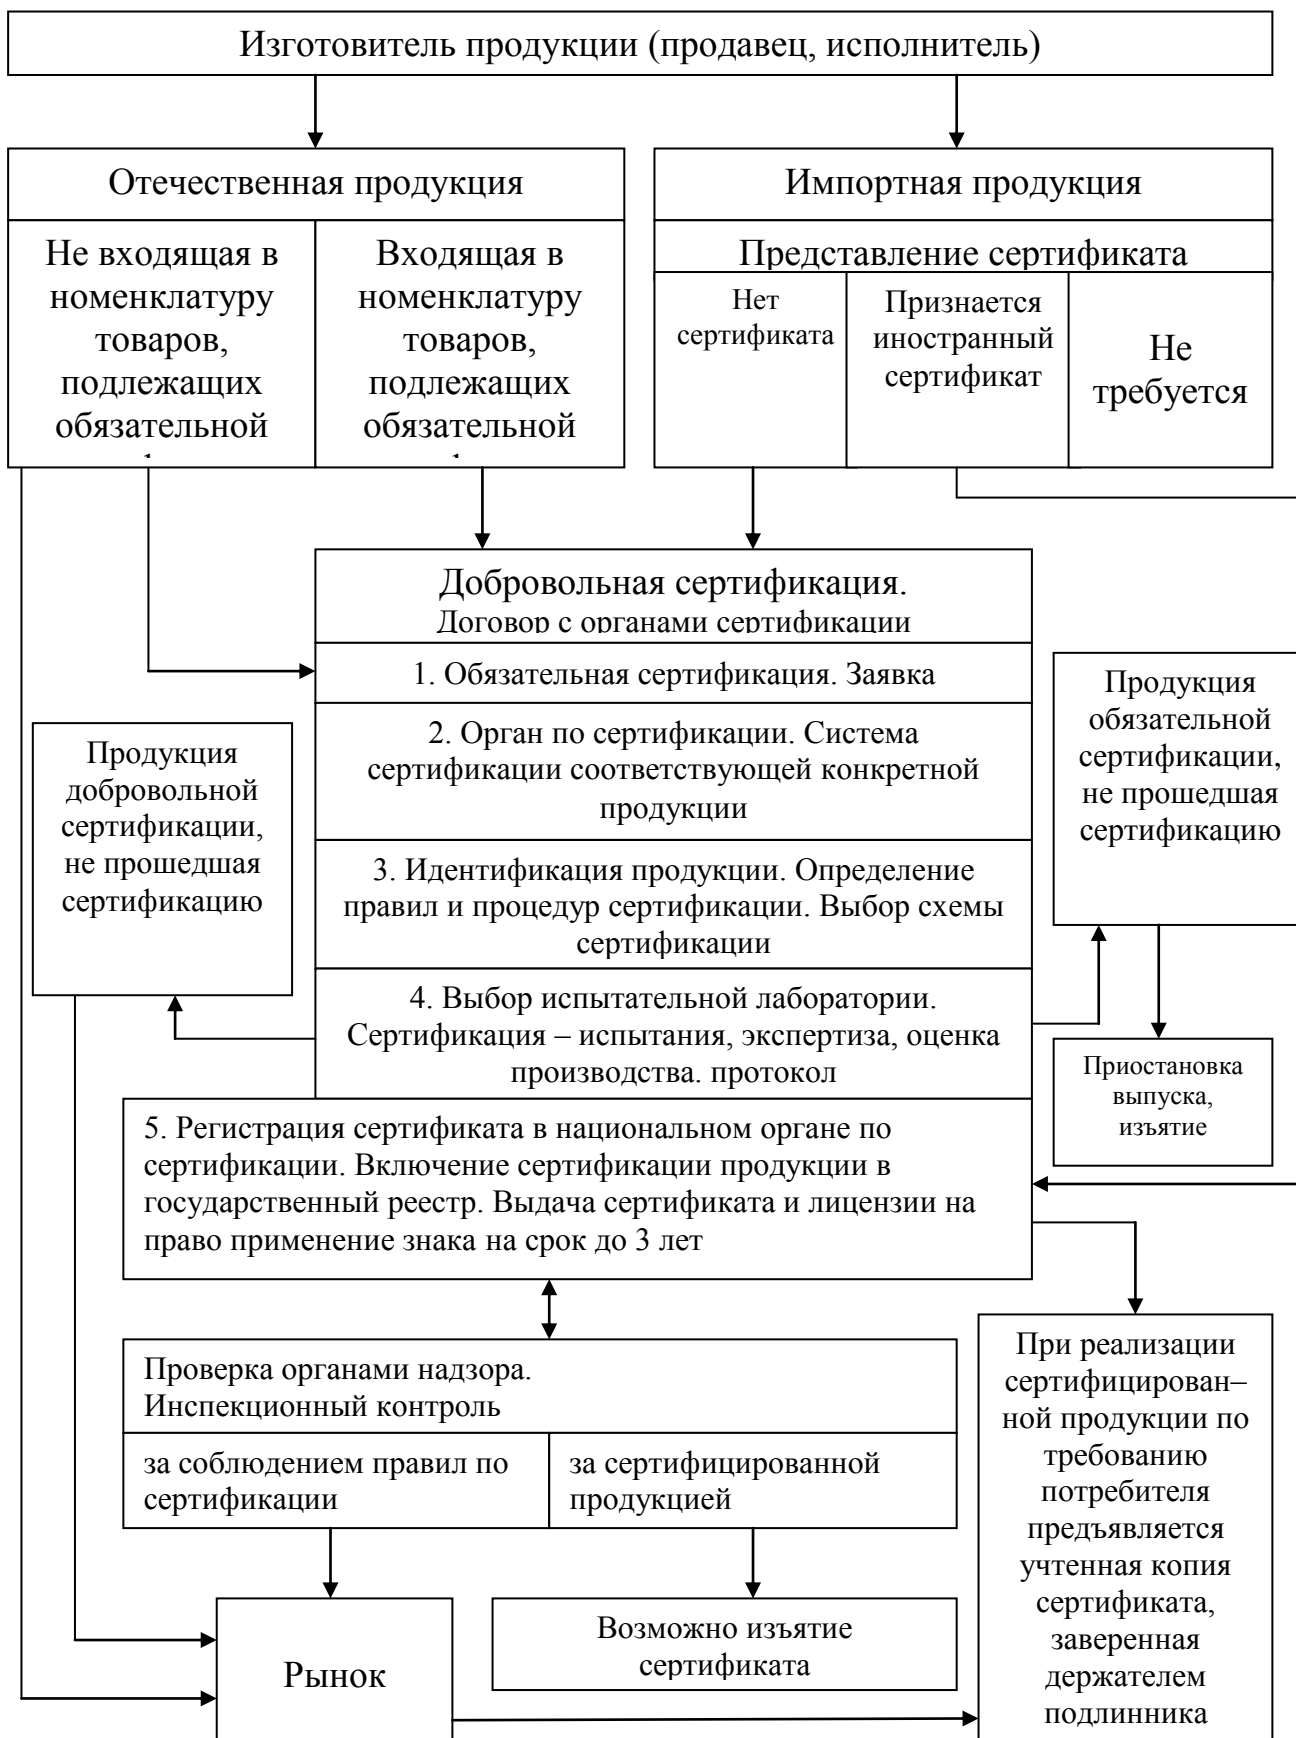 Изготовитель продукции (продавец, исполнитель)
Отечественная продукция
Импортная продукция
Не входящая в
номенклатуру
товаров,
подлежащих
обязательной
Входящая в
номенклатуру
товаров,
подлежащих
обязательной
Представление сертификата
Нет
сертификата
Признается
иностранный
сертификат
Не
требуется
Добровольная сертификация.
Договор с органами сертификации
1. Обязательная сертификация. Заявка
2. Орган по сертификации. Система
сертификации соответствующей конкретной
продукции
3. Идентификация продукции. Определение
правил и процедур сертификации. Выбор схемы
сертификации
4. Выбор испытательной лаборатории.
Сертификация – испытания, экспертиза, оценка
производства. протокол
Продукция
добровольной
сертификации,
не прошедшая
сертификацию
Продукция
обязательной
сертификации,
не прошедшая
сертификацию
Приостановка
выпуска,
изъятие
5. Регистрация сертификата в национальном органе по
сертификации. Включение сертификации продукции в
государственный реестр. Выдача сертификата и лицензии на
право применение знака на срок до 3 лет
Проверка органами надзора.
Инспекционный контроль
за соблюдением правил по
сертификации
за сертифицированной
продукцией
Рынок
Возможно изъятие
сертификата
При реализации
сертифицирован–
ной продукции по
требованию
потребителя
предъявляется
учтенная копия
сертификата,
заверенная
держателем
подлинника